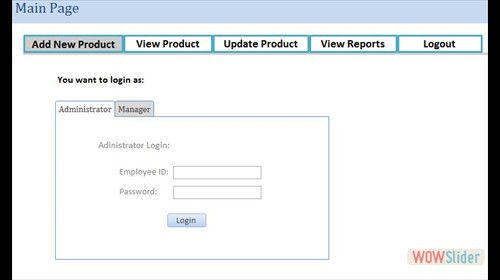 Main Page
Add New Product View Product Update Product View Reports Logout
You want to login as:
Administrator Manager
Adinistrator Login:
Employee ID:
Password:
Login
WOWSlider